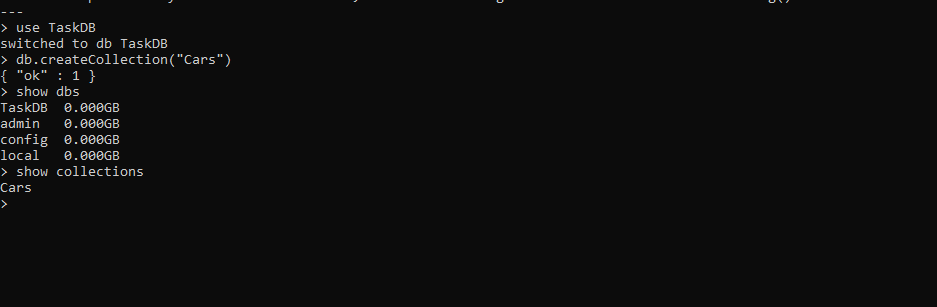 ---
> use TaskDB
switched to db TaskDB
> db.createCollection("Cars")
{ "ok" : 1 }
> show dbs
TaskDB  0.000GB
admin   0.000GB
config  0.000GB
local   0.000GB
> show collections
Cars
>